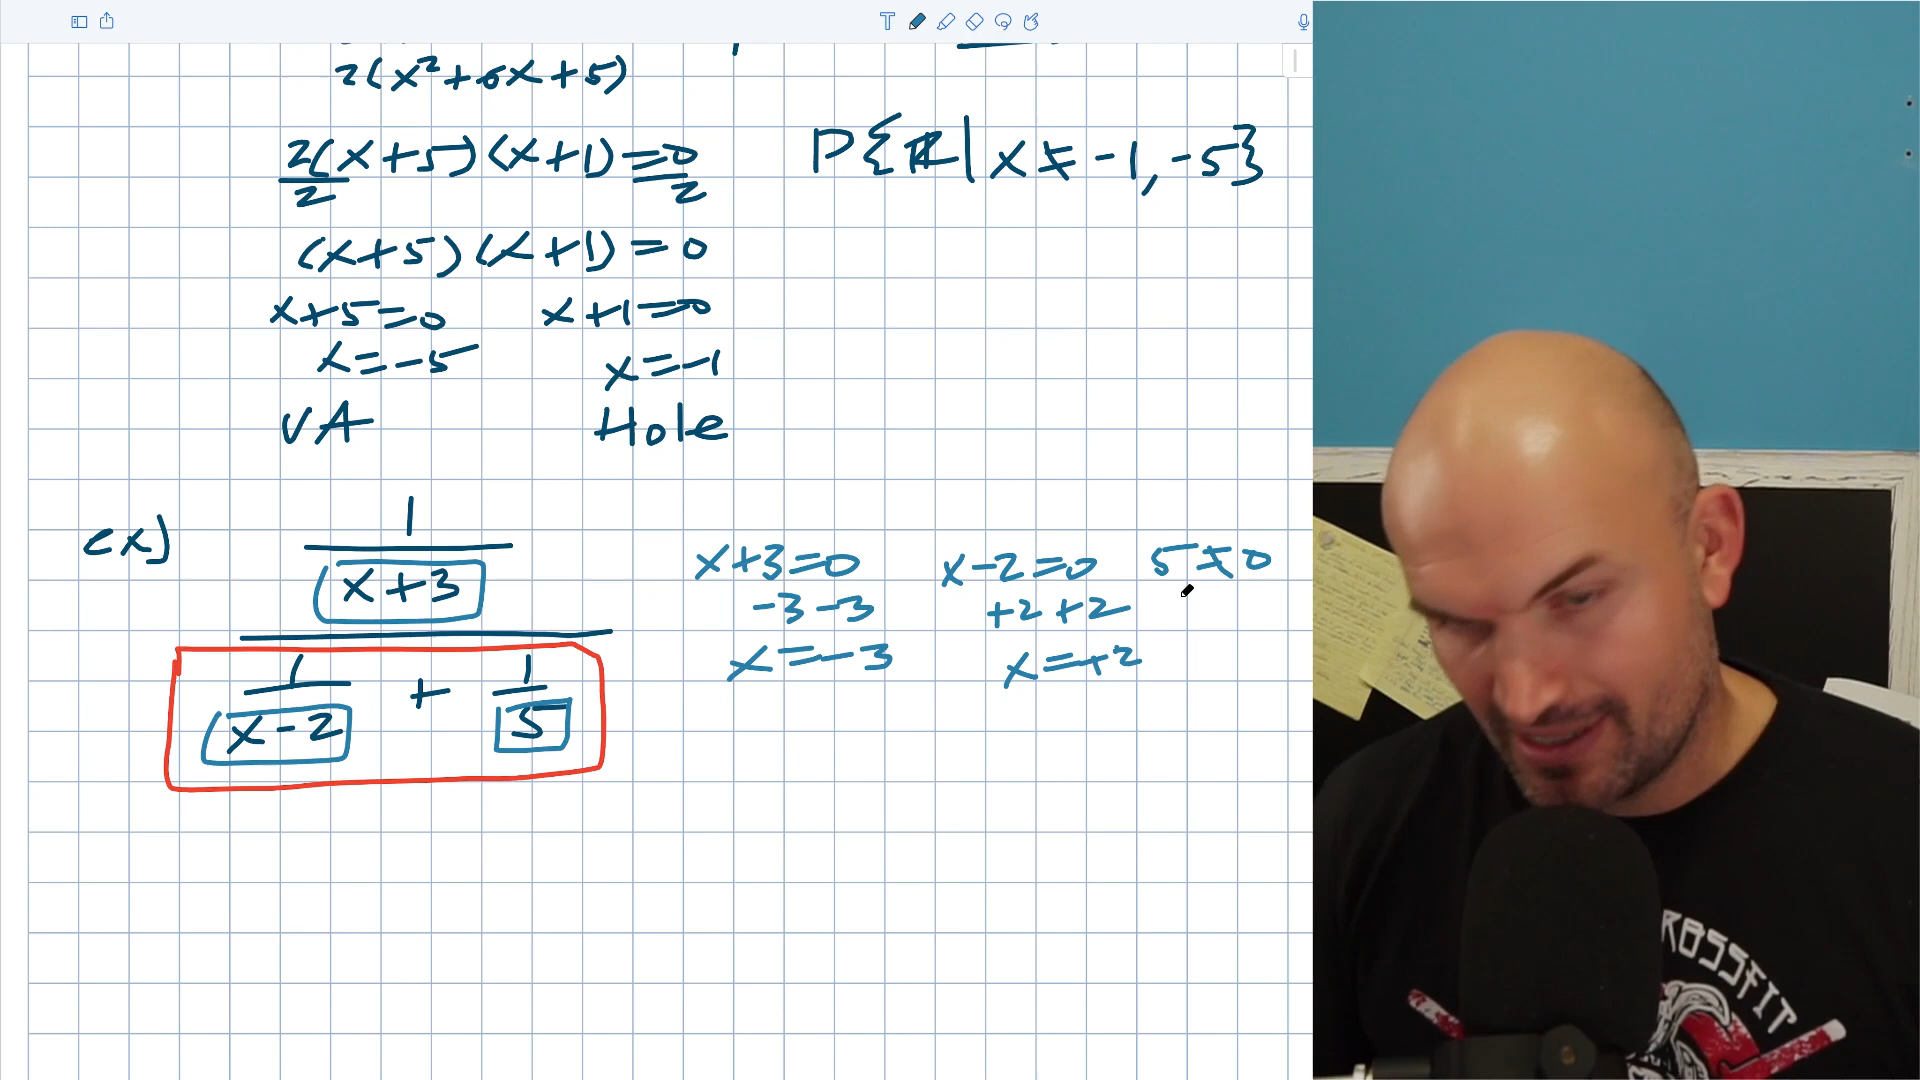 2(x²+6x+5)
2(x+5)(x+1)=0
2 2
D{ℝ|x≠-1,-5}
(x+5)(x+1)=0
x+5=0 x+1=0
x=-5 x=-1
VA Hole
ex)
1
x+3
1 + 1
x-2 5
x+3=0 x-2=0 5≠0
-3 -3 +2 +2
x=-3 x=+2
ROSSFIT